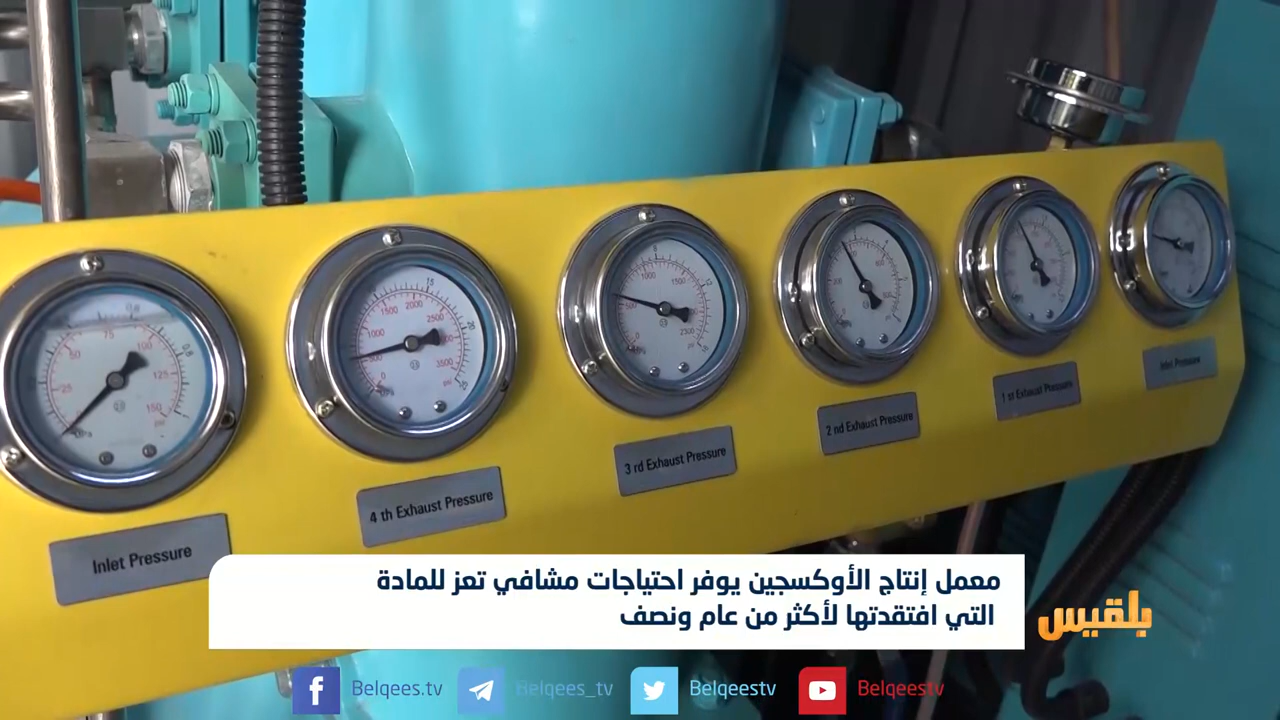 Inlet Pressure
4 th Exhaust Pressure
3 rd Exhaust Pressure
2 nd Exhaust Pressure
1 st Exhaust Pressure
Inlet Pressure
معمل إنتاج الأوكسجين يوفر احتياجات مشافي تعز للمادة
التي افتقدتها لأكثر من عام ونصف
بلقيس
Belqees.tv
Belqees_tv
Belqeestv
Belqeestv